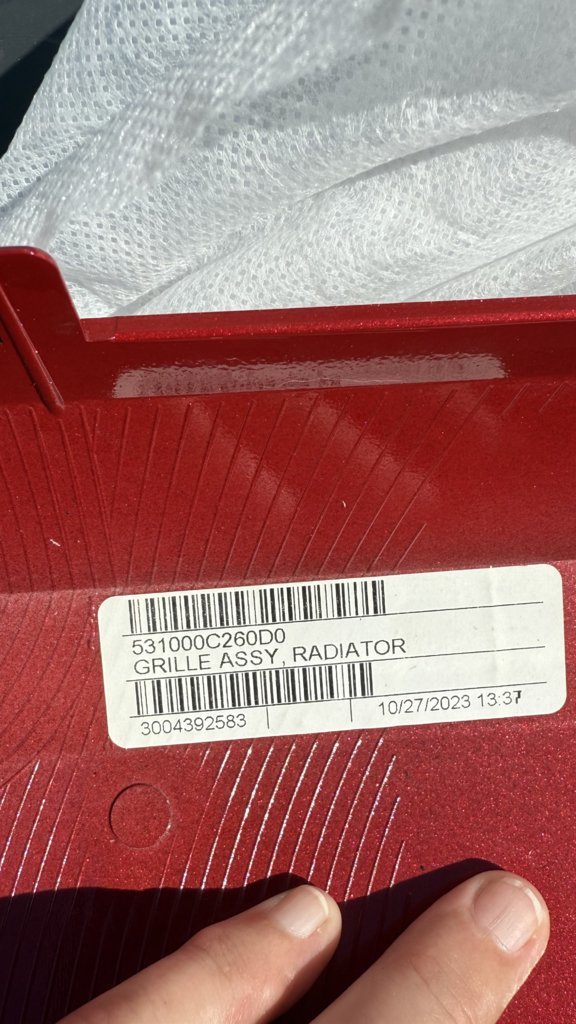 531000C260D0
GRILLE ASSY, RADIATOR
3004392583
10/27/2023 13:37